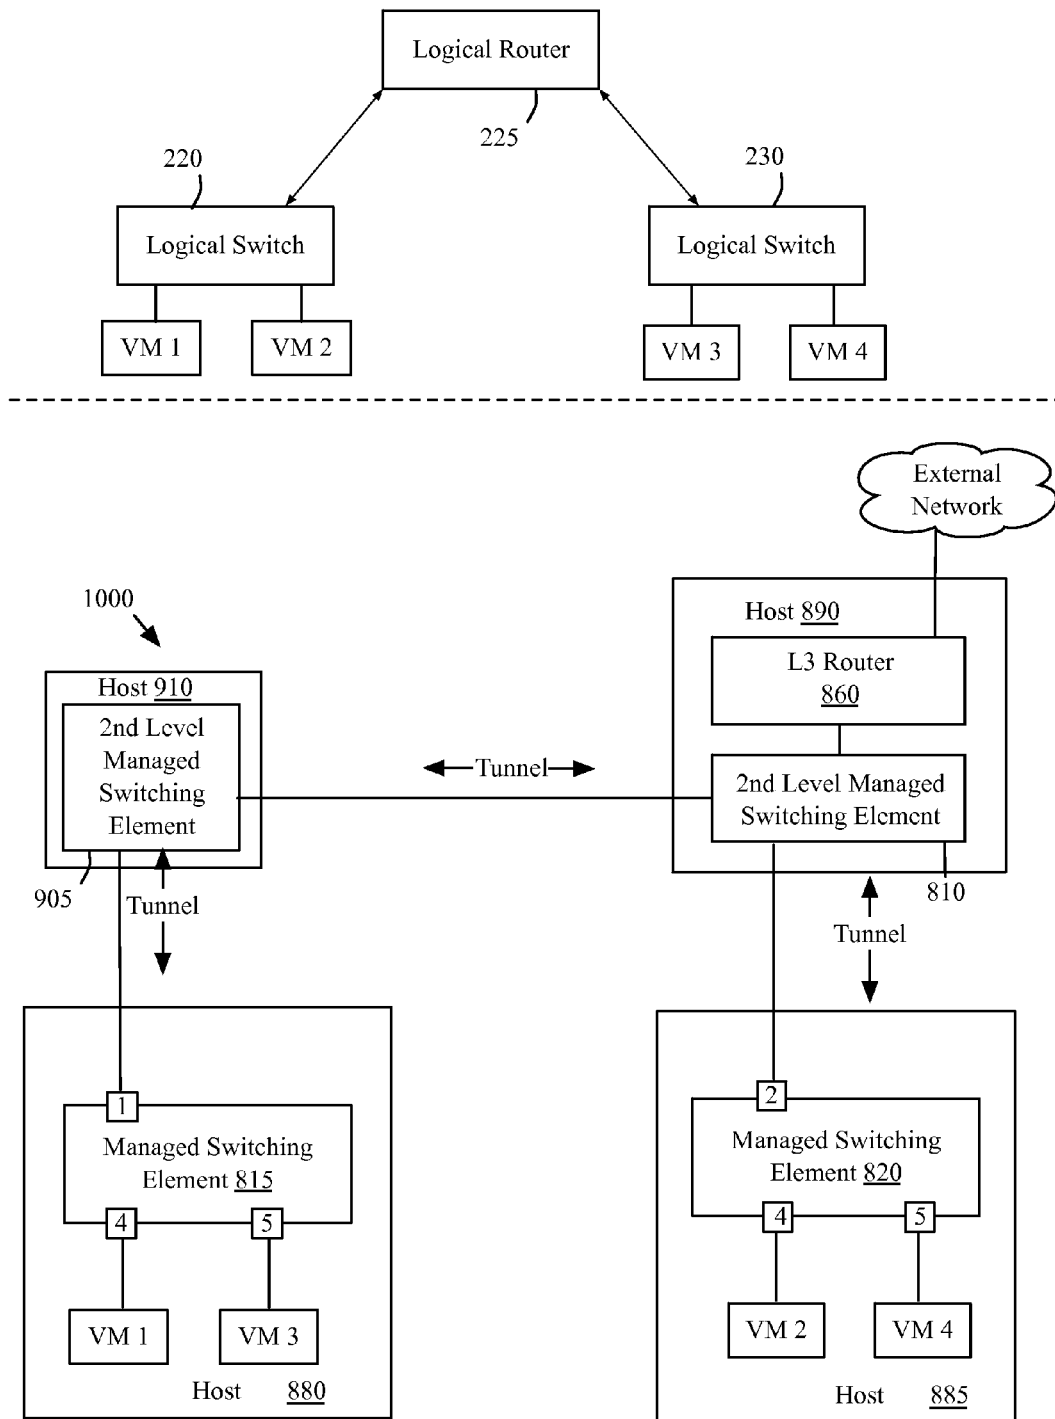 Logical Router
225
220
230
Logical Switch
Logical Switch
VM 1
VM 2
VM 3
VM 4
External
Network
1000
Host 890
L3 Router
860
Host 910
2nd Level
Managed
Switching
Element
Tunnel
2nd Level Managed
Switching Element
905
Tunnel
810
Tunnel
1
Managed Switching
Element 815
4
5
VM 1
VM 3
Host 880
2
Managed Switching
Element 820
4
5
VM 2
VM 4
Host 885